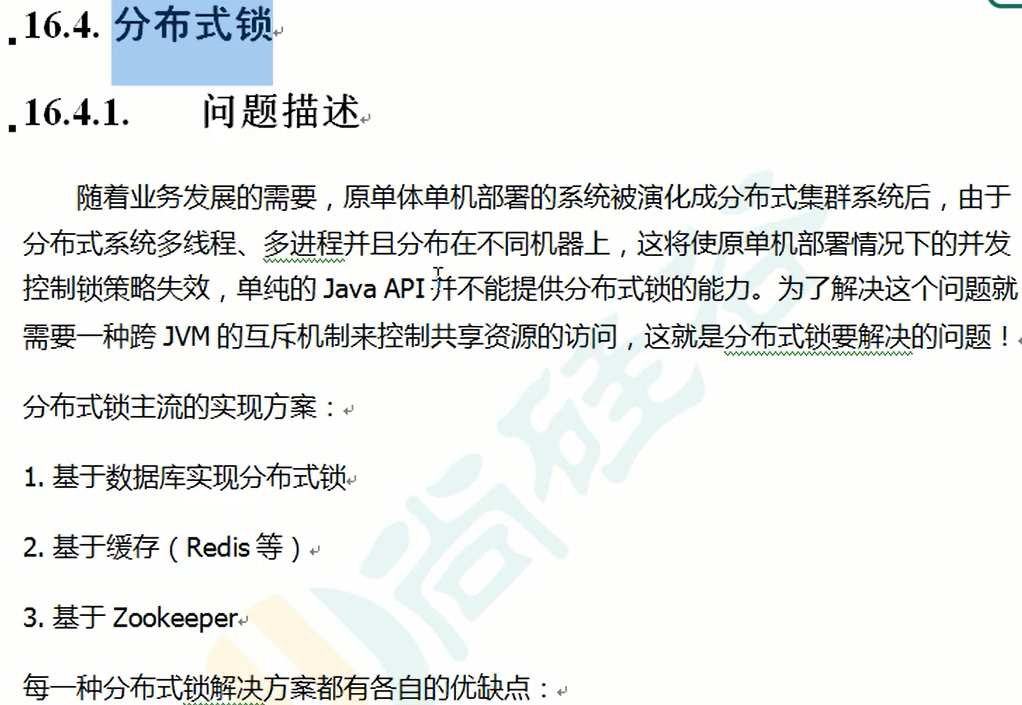 16.4. 分布式锁
16.4.1. 问题描述
随着业务发展的需要，原单体单机部署的系统被演化成分布式集群系统后，由于
分布式系统多线程、多进程并且分布在不同机器上，这将使原单机部署情况下的并发
控制锁策略失效，单纯的 Java API 并不能提供分布式锁的能力。为了解决这个问题就
需要一种跨 JVM 的互斥机制来控制共享资源的访问，这就是分布式锁要解决的问题！
分布式锁主流的实现方案：
1. 基于数据库实现分布式锁
2. 基于缓存（Redis 等）
3. 基于 Zookeeper
每一种分布式锁解决方案都有各自的优缺点：
尚硅谷